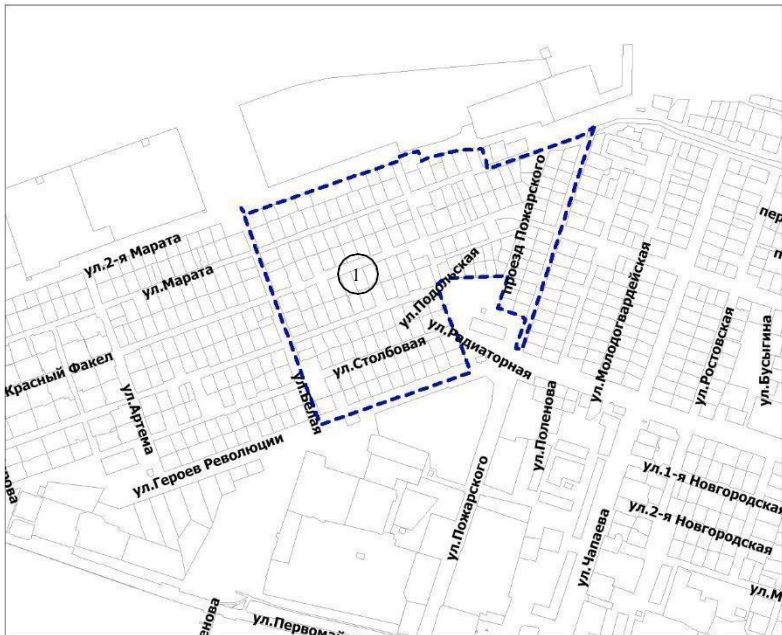 ул.2-я Марата
ул.Марата
проезд Пожарского
ул.Подольская
1
ул.Радиаторная
ул.Столбовая
ул.Молодогвардейская
ул.Ростовская
ул.Бусыгина
Красный Факел
ул.Артема
ул.Белая
ул.Героев Революции
ул.Поленова
ул.Пожарского
ул.Чапаева
ул.1-я Новгородская
ул.2-я Новгородская
ул.Первомай